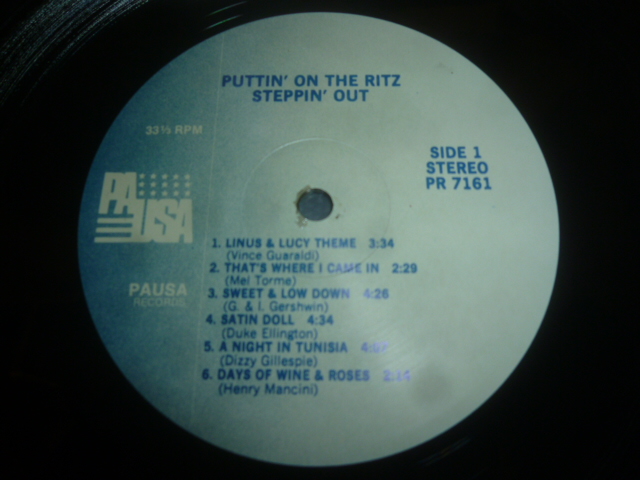 PUTTIN' ON THE RITZ
STEPPIN' OUT
33⅓ RPM
SIDE 1
STEREO
PR 7161
PAUSA
PAUSA
RECORDS
1. LINUS & LUCY THEME 3:34
(Vince Guaraldi)
2. THAT'S WHERE I CAME IN 2:29
(Mel Torme)
3. SWEET & LOW DOWN 4:26
(G. & I. Gershwin)
4. SATIN DOLL 4:34
(Duke Ellington)
5. A NIGHT IN TUNISIA
(Dizzy Gillespie)
6. DAYS OF WINE & ROSES
(Henry Mancini)